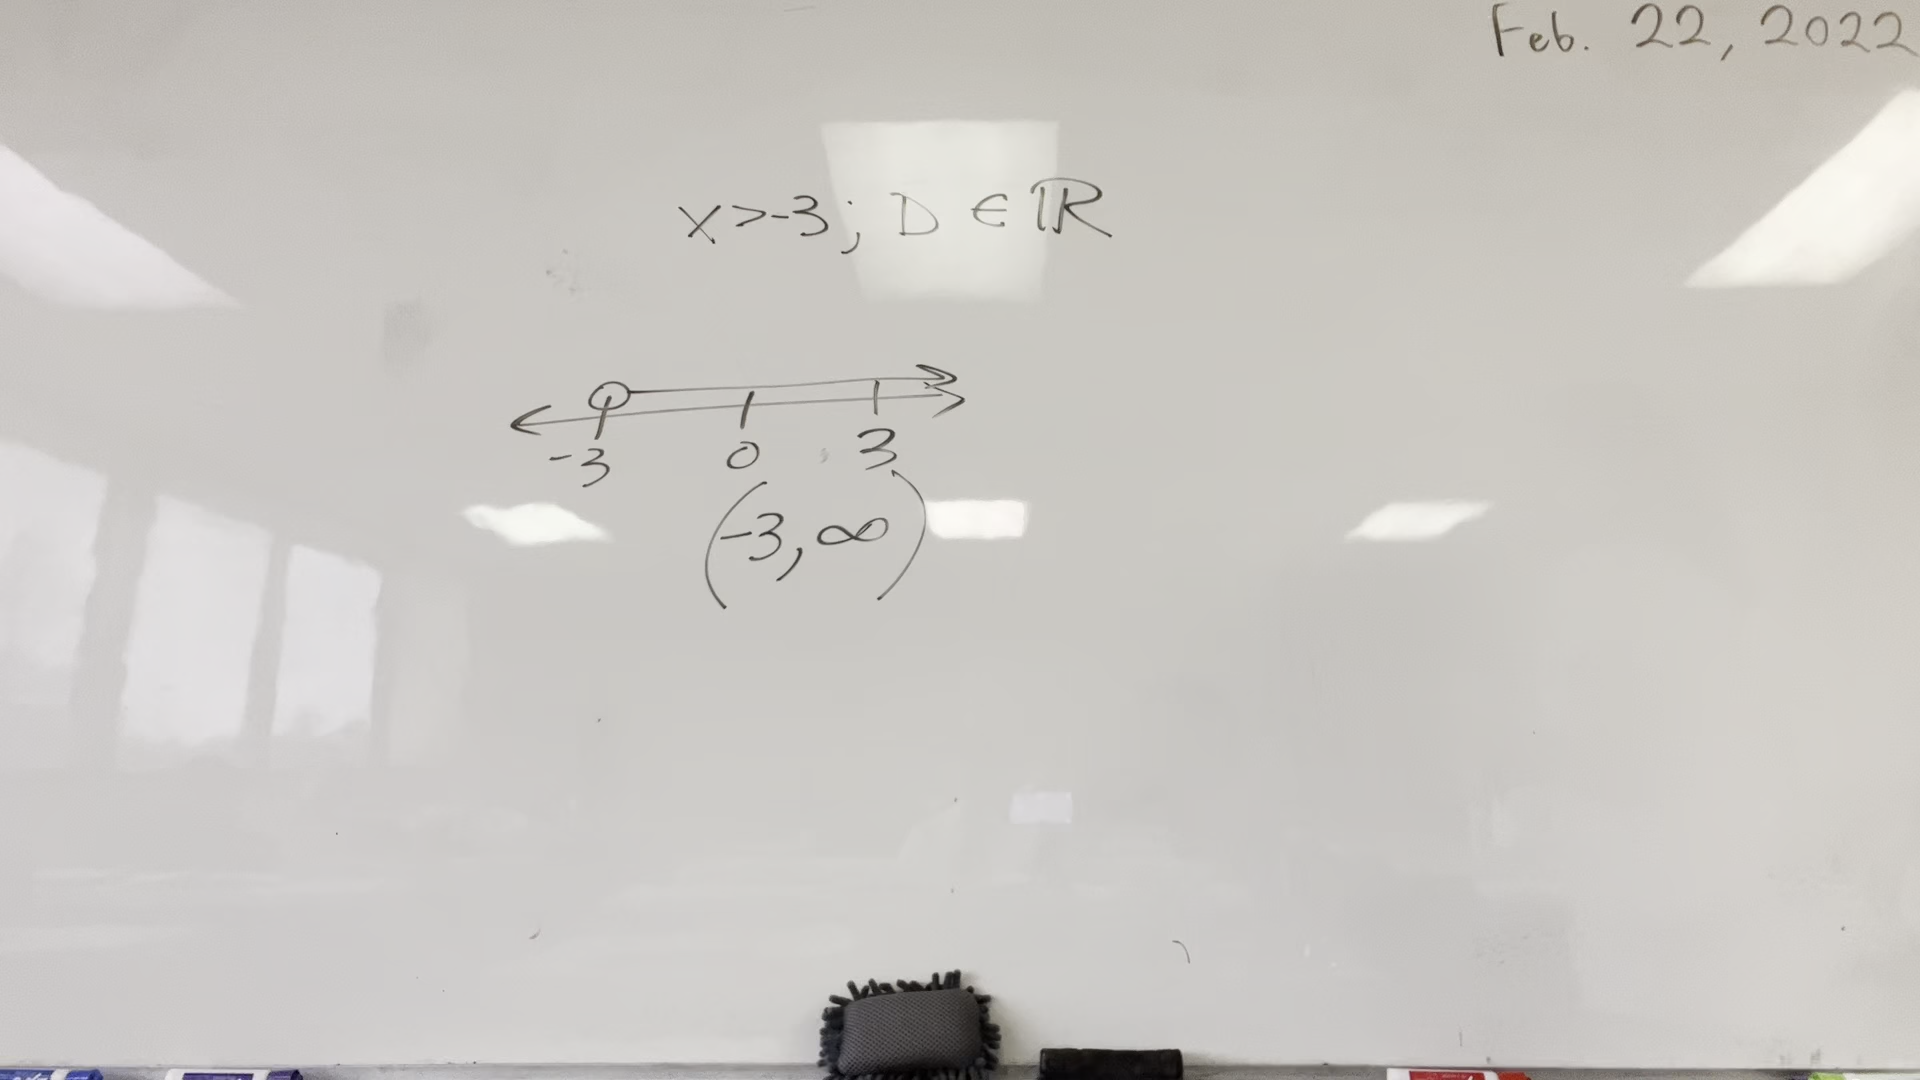 Feb. 22, 2022
x>-3; D ∈ ℝ
-3 0 3
(-3, ∞)